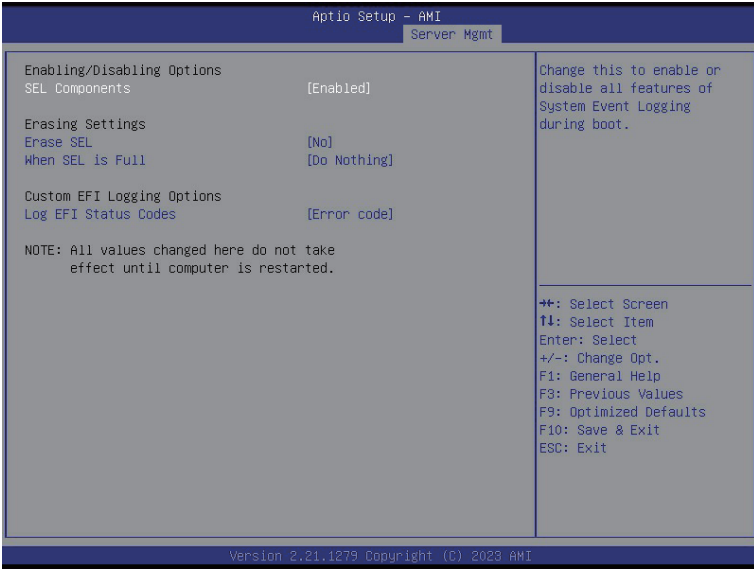 Aptio Setup – AMI
Server Mgmt
Enabling/Disabling Options
SEL Components [Enabled]
Erasing Settings
Erase SEL [No]
When SEL is Full [Do Nothing]
Custom EFI Logging Options
Log EFI Status Codes [Error code]
NOTE: All values changed here do not take
effect until computer is restarted.
Change this to enable or
disable all features of
System Event Logging
during boot.
→←: Select Screen
↑↓: Select Item
Enter: Select
+/-: Change Opt.
F1: General Help
F3: Previous Values
F9: Optimized Defaults
F10: Save & Exit
ESC: Exit
Version 2.21.1279 Copyright (C) 2023 AMI